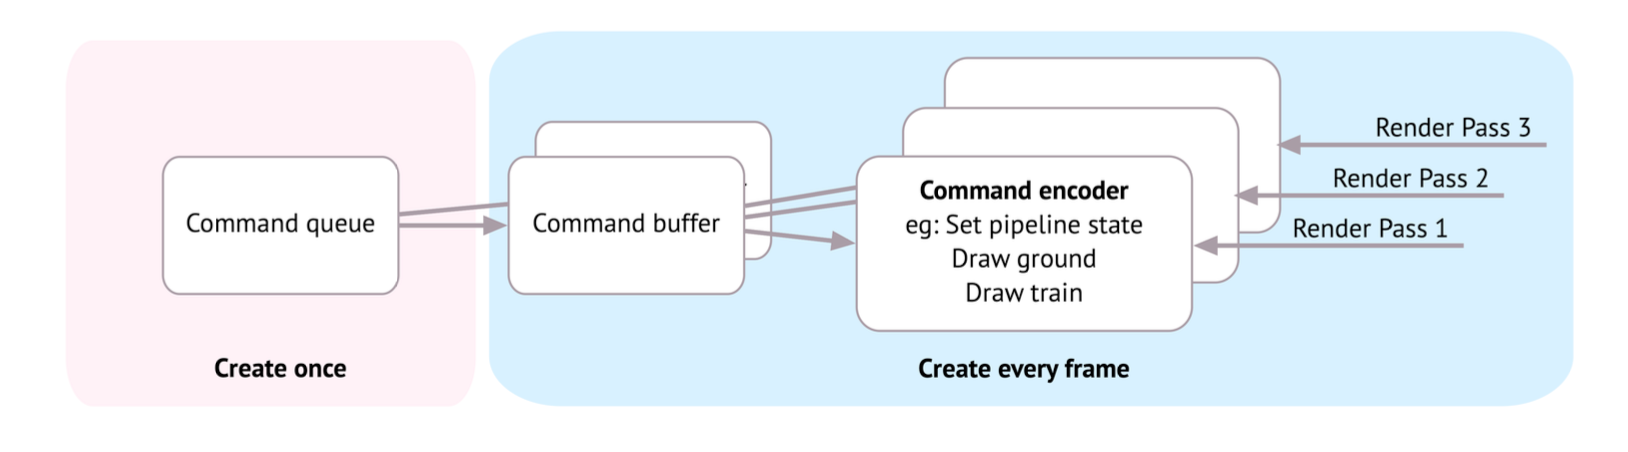 Command queue
Create once
Command buffer
Command encoder
eg: Set pipeline state
Draw ground
Draw train
Render Pass 3
Render Pass 2
Render Pass 1
Create every frame